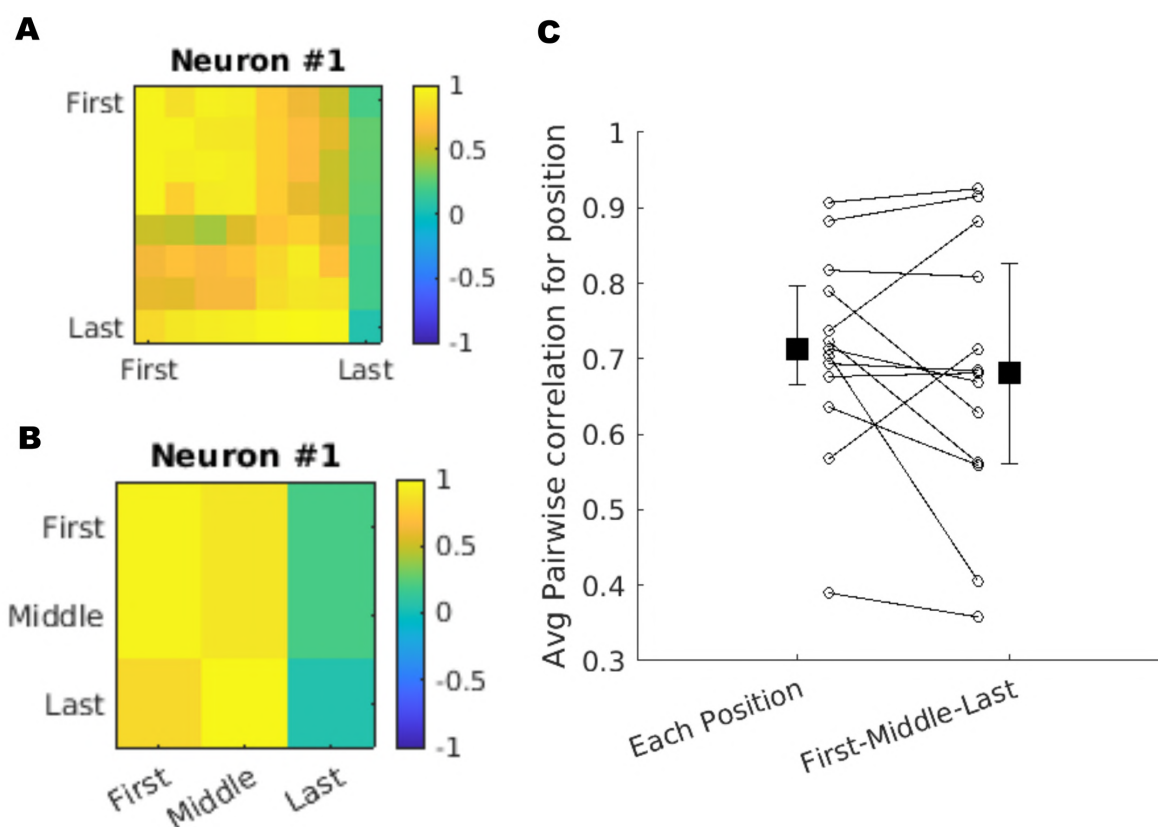 A
Neuron #1
First
Last
First
Last
1
0.5
0
-0.5
-1
B
Neuron #1
First
Middle
Last
First
Middle
Last
1
0.5
0
-0.5
-1
C
Avg Pairwise correlation for position
1
0.9
0.8
0.7
0.6
0.5
0.4
0.3
Each Position
First-Middle-Last